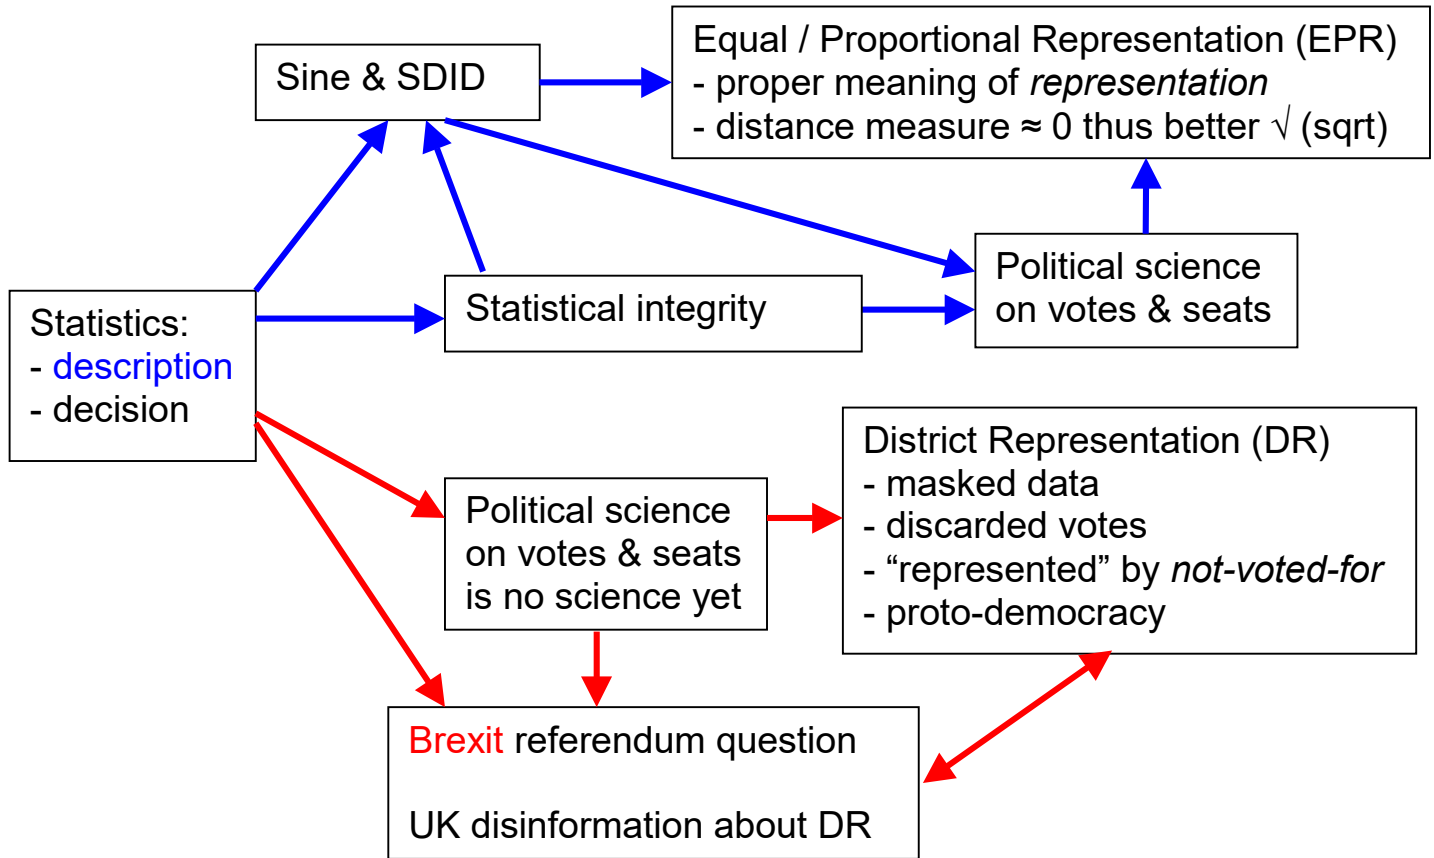 Equal / Proportional Representation (EPR)
- proper meaning of representation
- distance measure ≈ 0 thus better √ (sqrt)
Sine & SDID
Political science
on votes & seats
Statistical integrity
Statistics:
- description
- decision
District Representation (DR)
- masked data
- discarded votes
- “represented” by not-voted-for
- proto-democracy
Political science
on votes & seats
is no science yet
Brexit referendum question
UK disinformation about DR